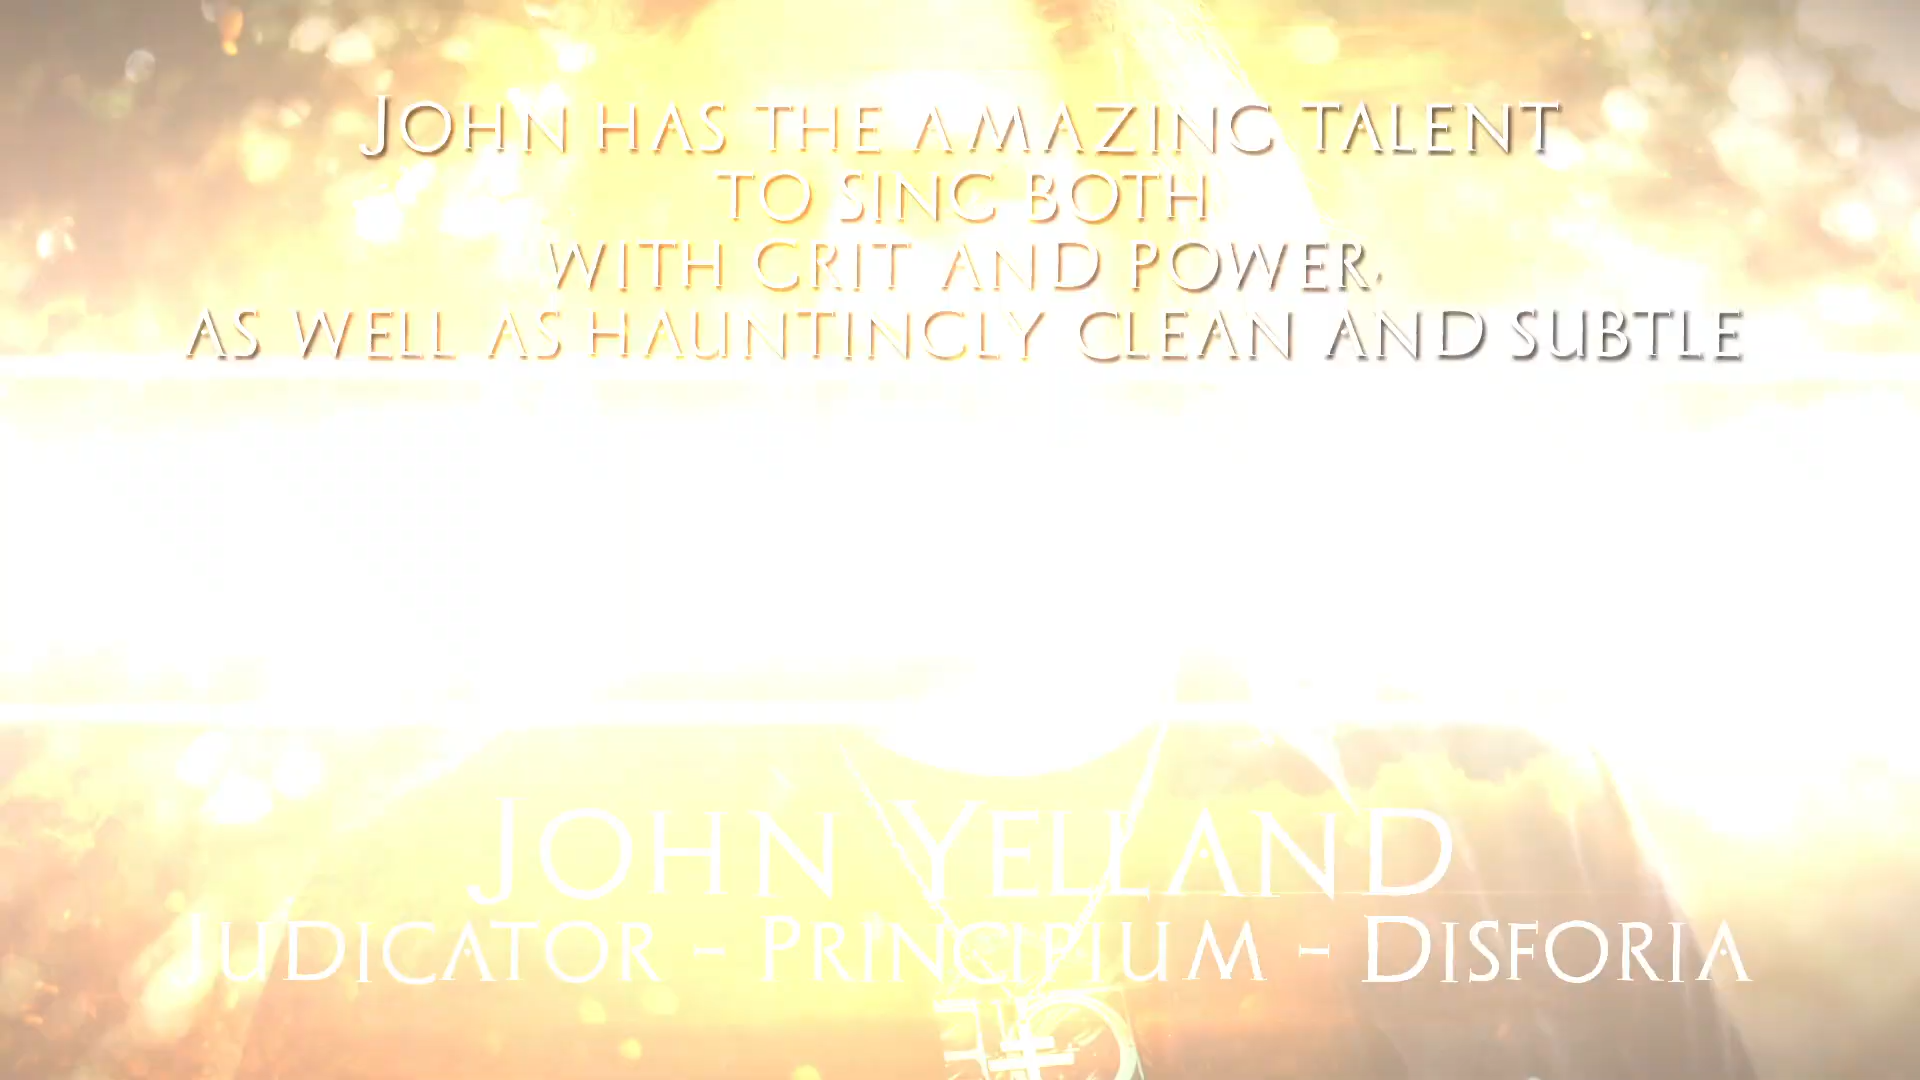 John has the amazing talent
to sing both
with grit and power,
as well as hauntingly clean and subtle
John Yelland
Judicator - Principium - Disforia